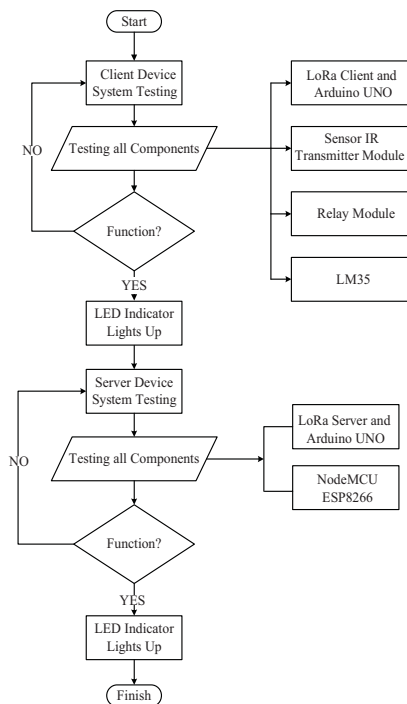 Start
Client Device
System Testing
LoRa Client and
Arduino UNO
Testing all Components
Sensor IR
Transmitter Module
NO
Relay Module
Function?
LM35
YES
LED Indicator
Lights Up
Server Device
System Testing
LoRa Server and
Arduino UNO
Testing all Components
NO
NodeMCU
ESP8266
Function?
YES
LED Indicator
Lights Up
Finish